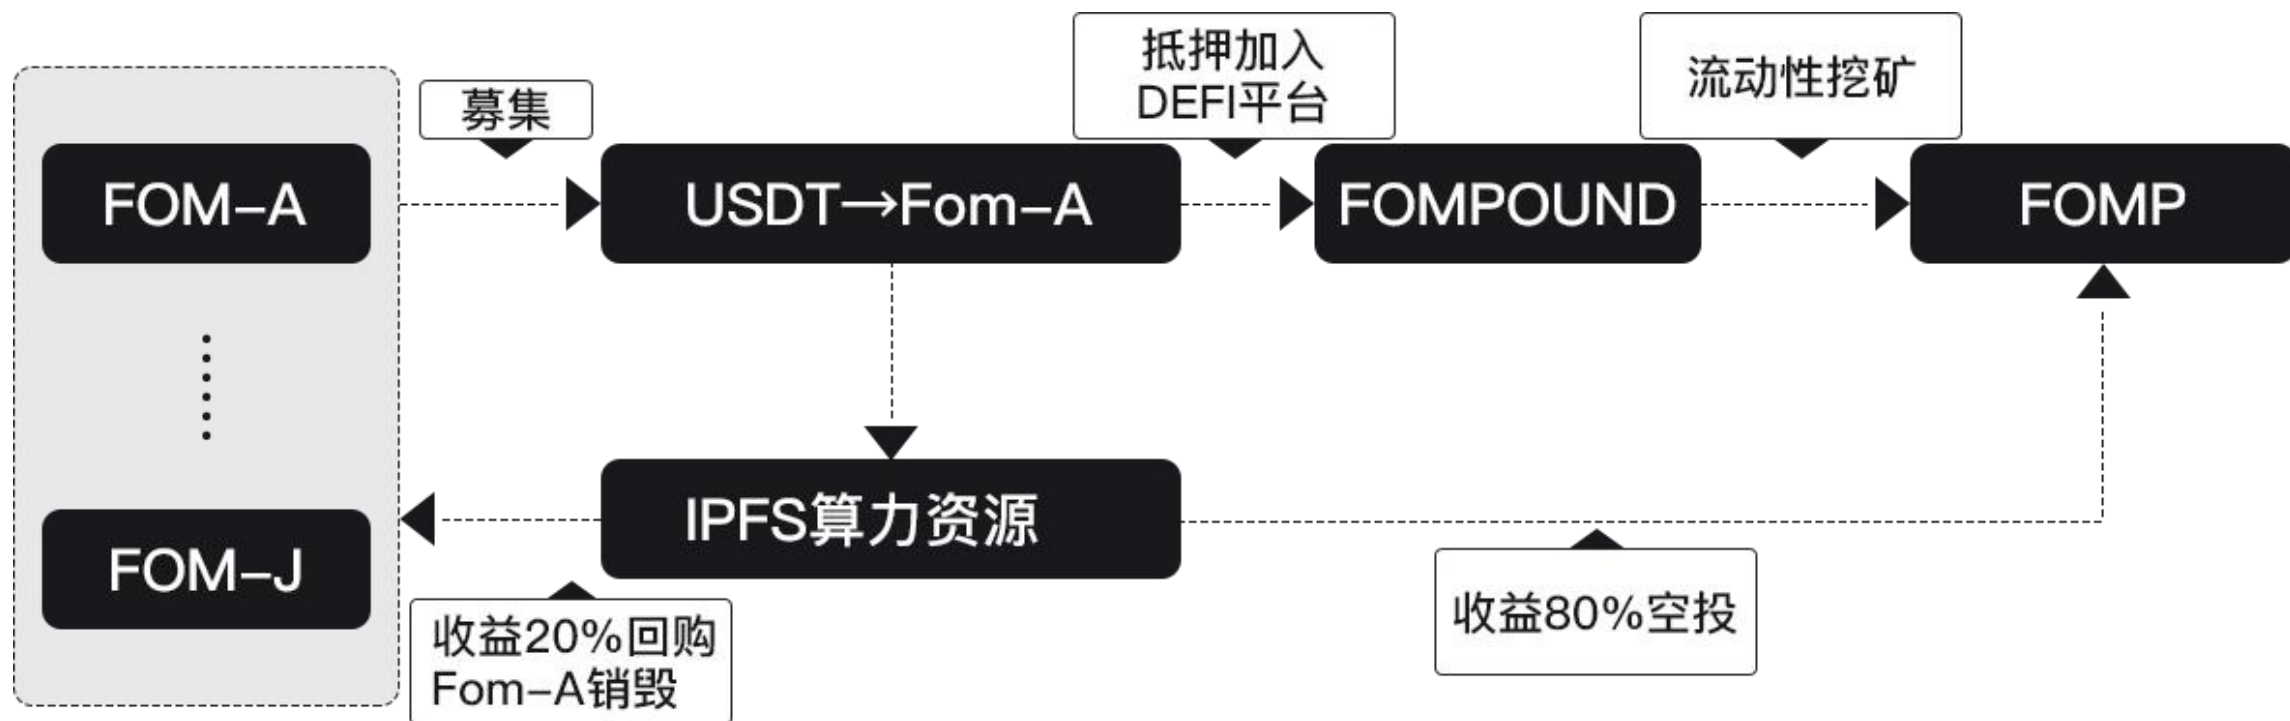 抵押加入
DEFI平台
流动性挖矿
募集
FOM-A
USDT→Fom-A
FOMPOUND
FOMP
IPFS算力资源
FOM-J
收益20%回购
Fom-A销毁
收益80%空投